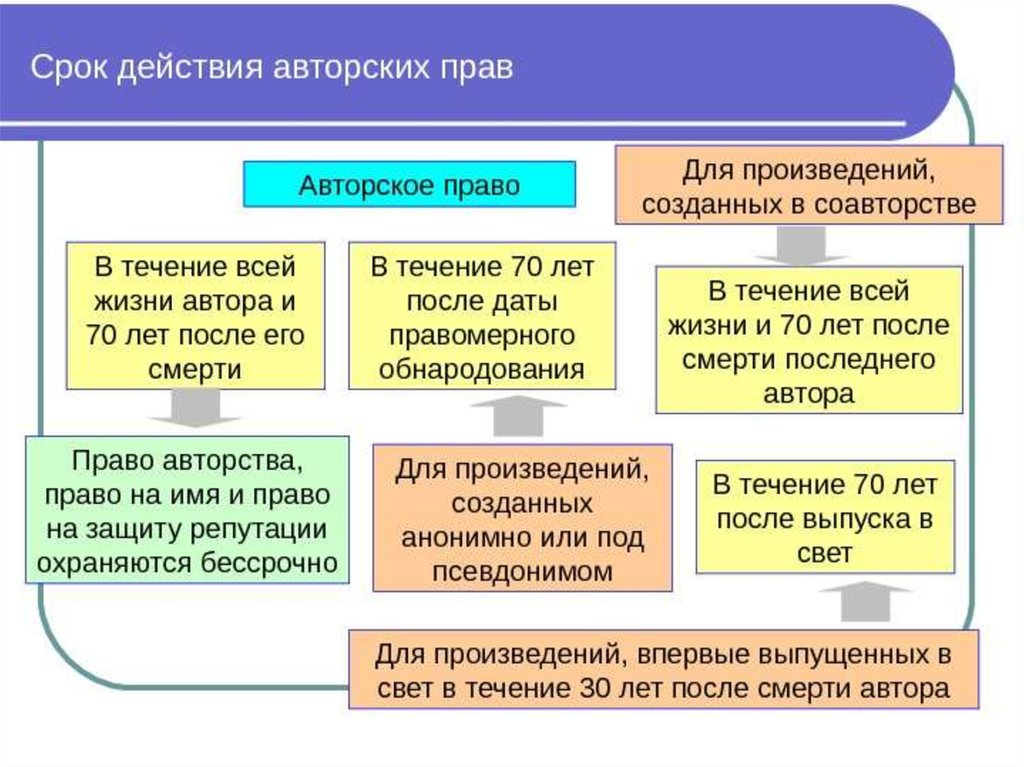 Срок действия авторских прав
Авторское право
Для произведений,
созданных в соавторстве
В течение всей
жизни автора и
70 лет после его
смерти
В течение 70 лет
после даты
правомерного
обнародования
В течение всей
жизни и 70 лет после
смерти последнего
автора
Право авторства,
право на имя и право
на защиту репутации
охраняются бессрочно
Для произведений,
созданных
анонимно или под
псевдонимом
В течение 70 лет
после выпуска в
свет
Для произведений, впервые выпущенных в
свет в течение 30 лет после смерти автора